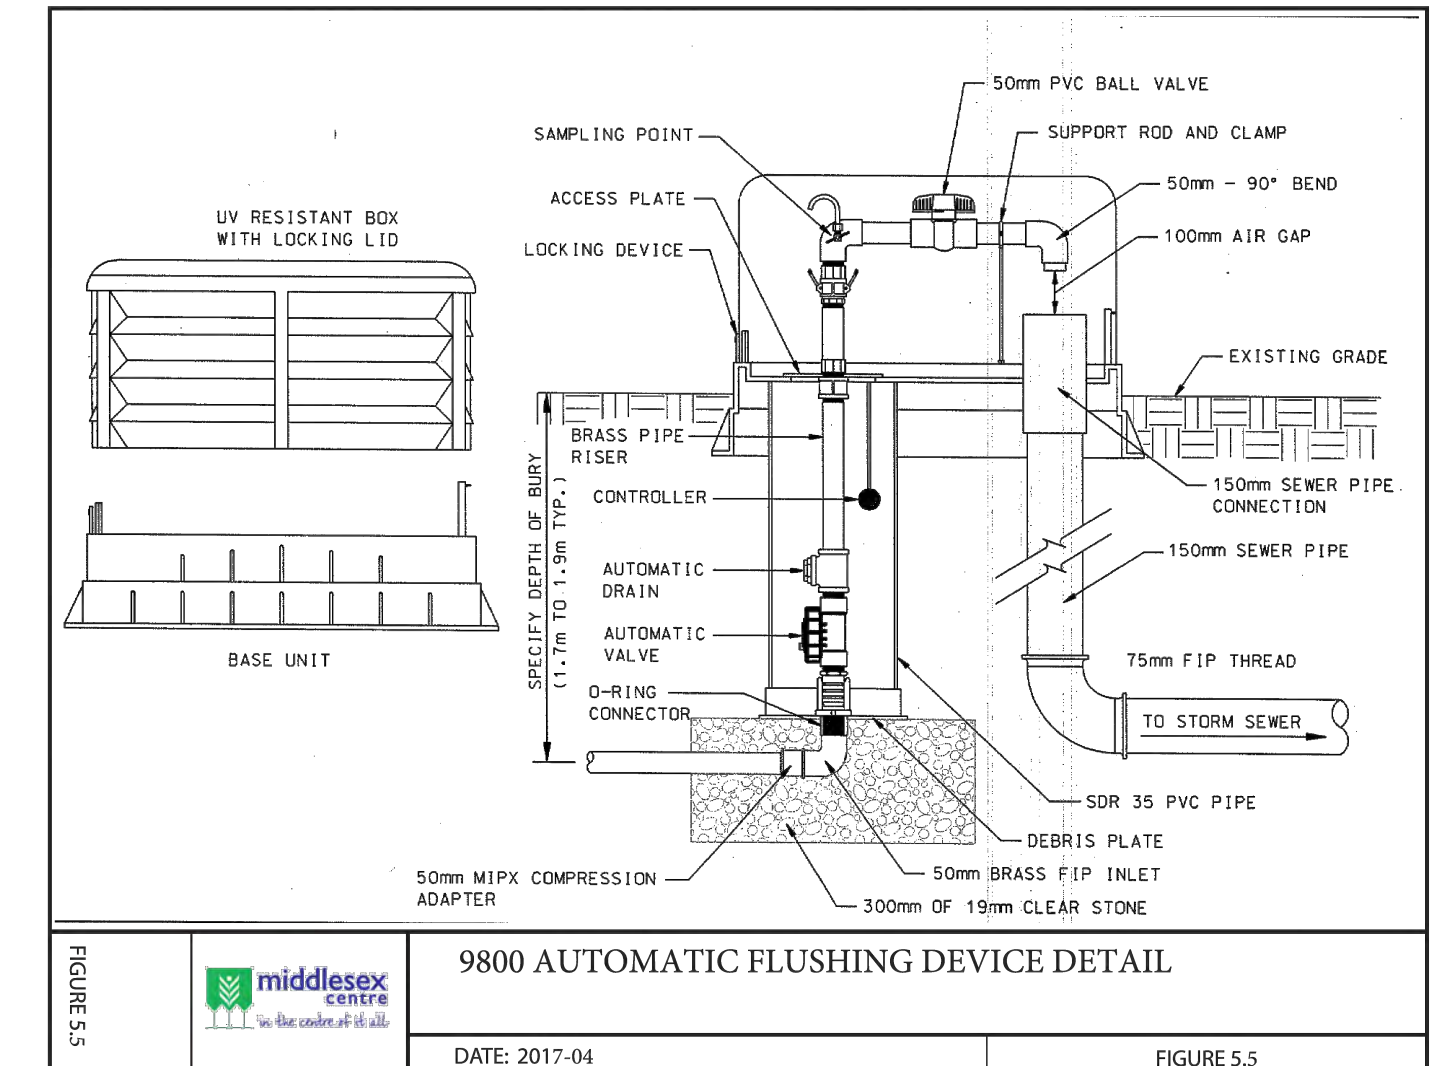 50mm PVC BALL VALVE
SAMPLING POINT
SUPPORT ROD AND CLAMP
ACCESS PLATE
50mm - 90° BEND
UV RESISTANT BOX
WITH LOCKING LID
LOCKING DEVICE
100mm AIR GAP
EXISTING GRADE
BRASS PIPE
RISER
SPECIFY DEPTH OF BURY
(1.7m TO 1.9m TYP.)
CONTROLLER
150mm SEWER PIPE
CONNECTION
150mm SEWER PIPE
AUTOMATIC
DRAIN
AUTOMATIC
VALVE
BASE UNIT
75mm FIP THREAD
O-RING
CONNECTOR
TO STORM SEWER
SDR 35 PVC PIPE
DEBRIS PLATE
50mm MIPX COMPRESSION
ADAPTER
50mm BRASS FIP INLET
300mm OF 19mm CLEAR STONE
FIGURE 5.5
middlesex
centre
in the centre of it all
9800 AUTOMATIC FLUSHING DEVICE DETAIL
DATE: 2017-04
FIGURE 5.5